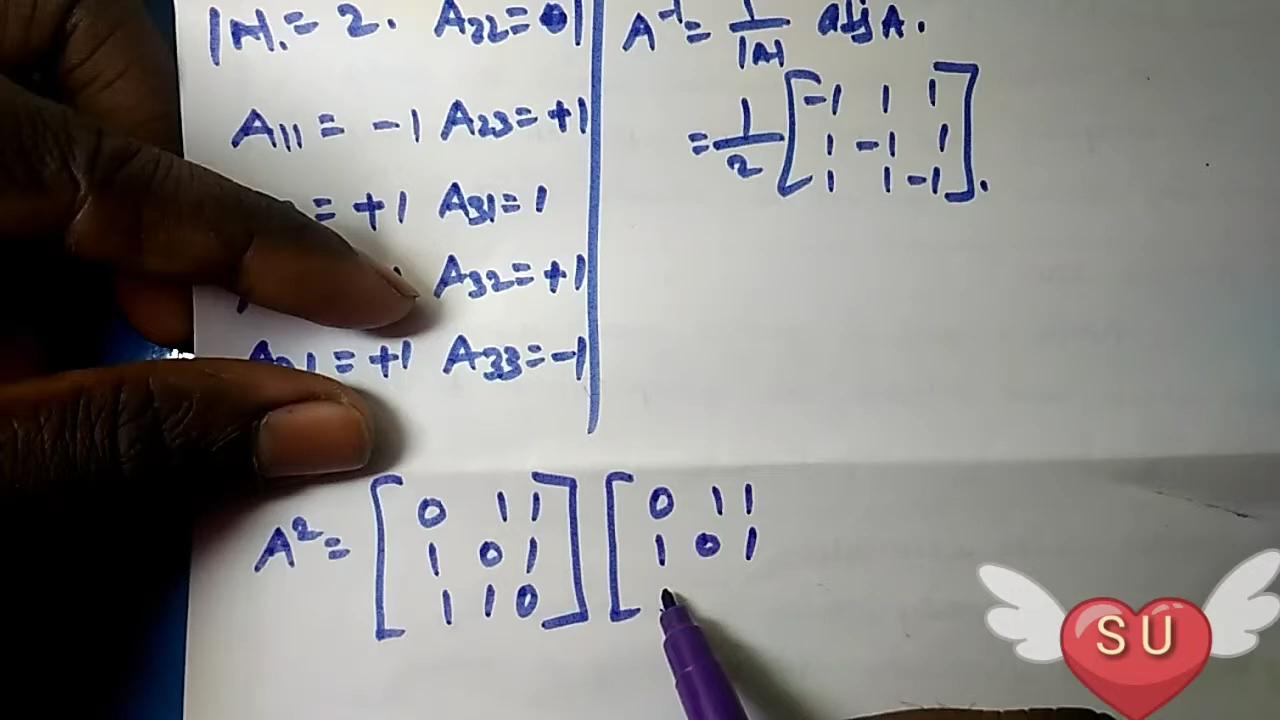 |A|.= 2. A22=01
A11 = -1 A23=+1
= +1 A31=1
A32=+1
A21=+1 A33=-1
A⁻¹= 1/|A| adj A.
= 1/2 [-1 1 1
1 -1 1
1 1 -1].
A²= [0 1 1] [0 1 1
1 0 1 1 0 1
1 1 0]
SU